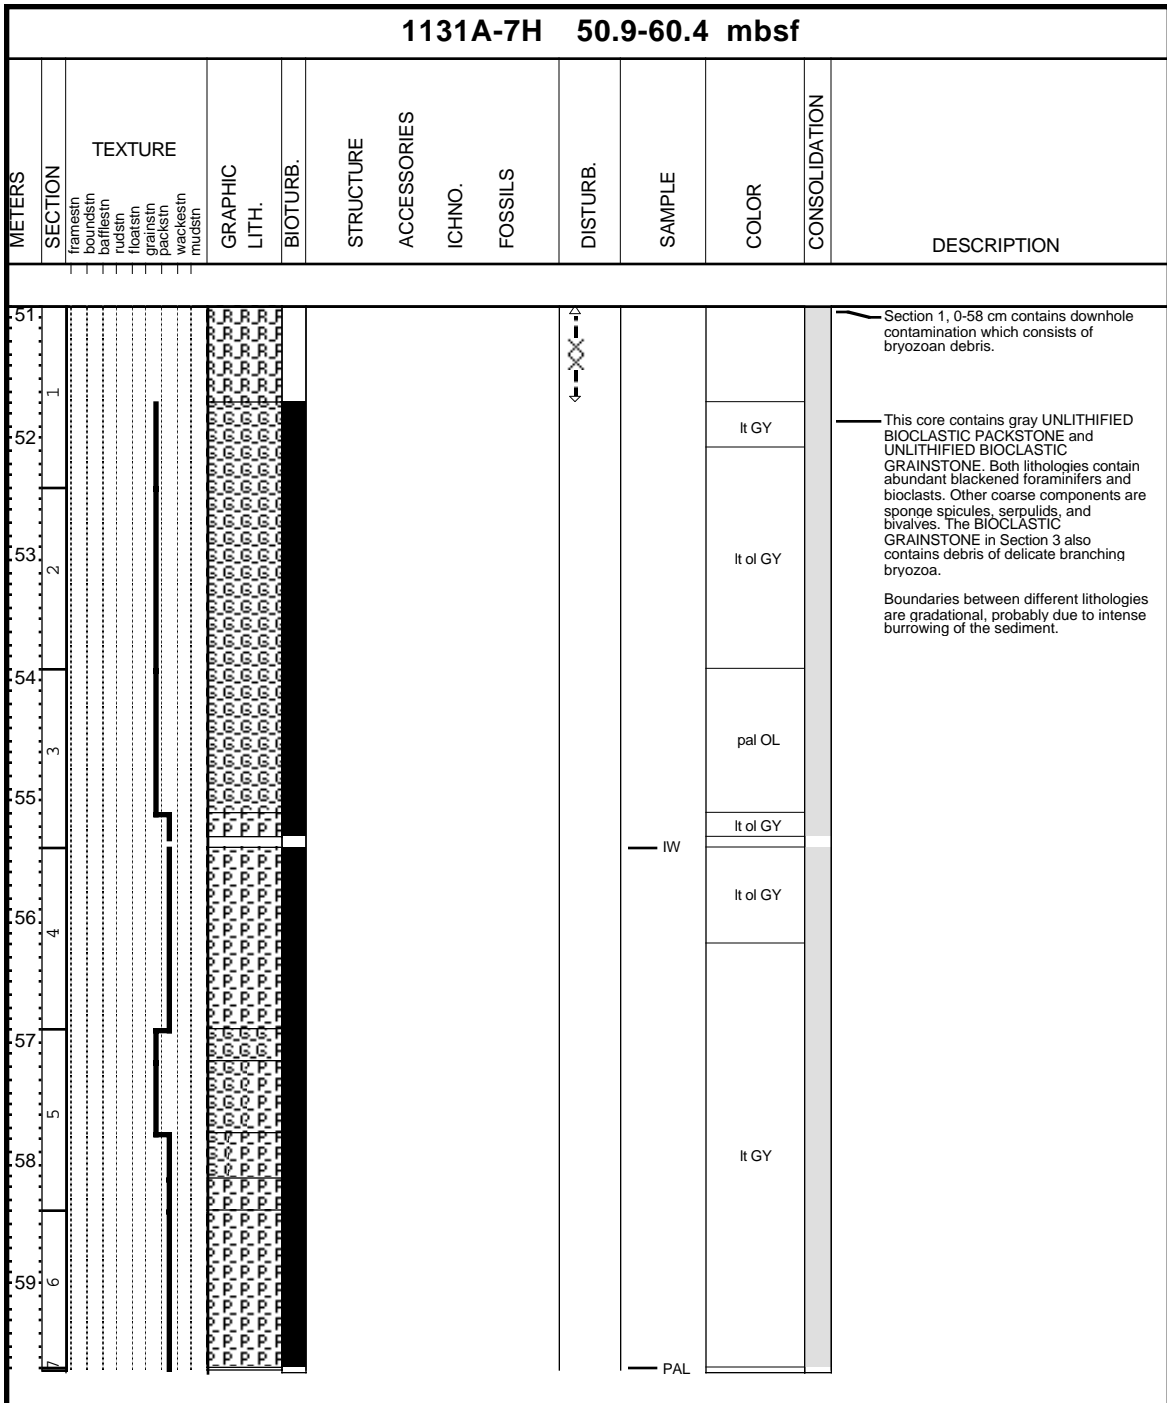 1131A-7H 50.9-60.4 mbsf
METERS
SECTION
TEXTURE
framestn
boundstn
bafflestn
rudstn
floatstn
grainstn
packstn
wackestn
mudstn
GRAPHIC
LITH.
BIOTURB.
STRUCTURE
ACCESSORIES
ICHNO.
FOSSILS
DISTURB.
SAMPLE
COLOR
CONSOLIDATION
DESCRIPTION
51
Section 1, 0-58 cm contains downhole
contamination which consists of
bryozoan debris.
1
52
lt GY
This core contains gray UNLITHIFIED
BIOCLASTIC PACKSTONE and
UNLITHIFIED BIOCLASTIC
GRAINSTONE. Both lithologies contain
abundant blackened foraminifers and
bioclasts. Other coarse components are
sponge spicules, serpulids, and
bivalves. The BIOCLASTIC
GRAINSTONE in Section 3 also
contains debris of delicate branching
bryozoa.
53
2
lt ol GY
Boundaries between different lithologies
are gradational, probably due to intense
burrowing of the sediment.
54
3
pal OL
55
lt ol GY
IW
lt ol GY
56
4
57
5
58
lt GY
59
6
7
PAL